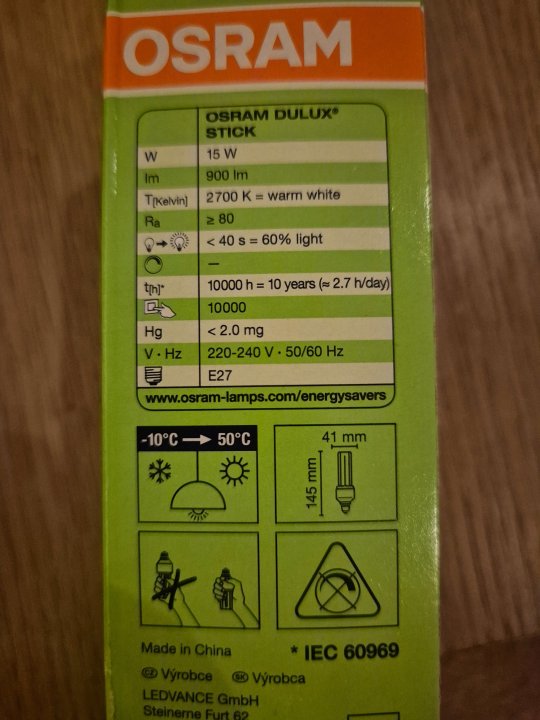 OSRAM
OSRAM DULUX®
STICK
W 15 W
lm 900 lm
T[Kelvin] 2700 K = warm white
Ra ≥ 80
< 40 s = 60% light
–
t[h]* 10000 h = 10 years (≈ 2.7 h/day)
10000
Hg < 2.0 mg
V · Hz 220-240 V · 50/60 Hz
E27
www.osram-lamps.com/energysavers
-10°C → 50°C
41 mm
145 mm
Made in China * IEC 60969
CZ Výrobce SK Výrobca
LEDVANCE GmbH
Steinerne Furt 62